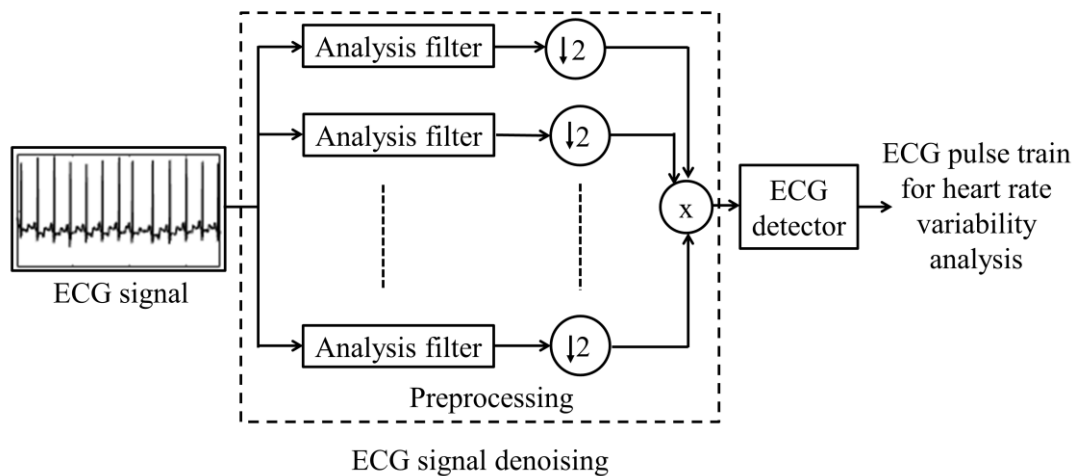 Analysis filter
↓2
Analysis filter
↓2
ECG signal
x
ECG
detector
ECG pulse train
for heart rate
variability
analysis
Analysis filter
↓2
Preprocessing
ECG signal denoising